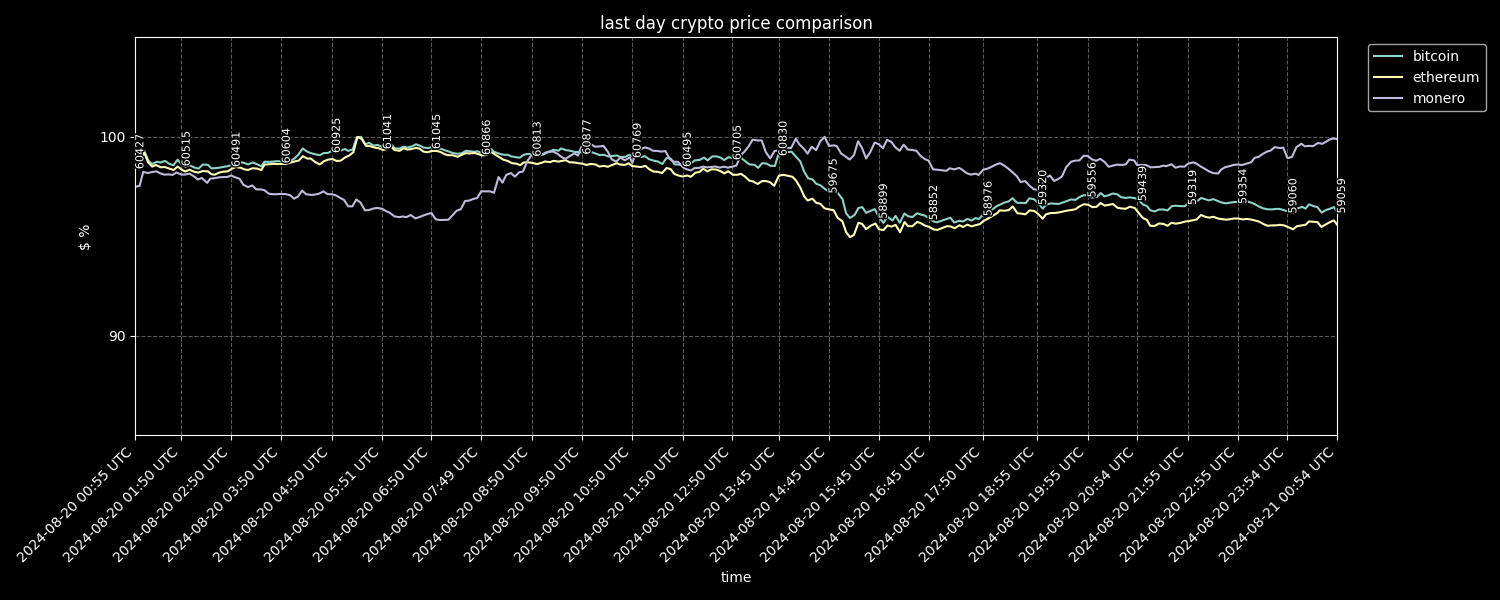 last day crypto price comparison
bitcoin
ethereum
monero
$ %
100
90
60427
60515
60491
60604
60925
61041
61045
60866
60813
60877
60769
60495
60705
60830
59675
58899
58852
58976
59320
59556
59439
59319
59354
59060
59059
2024-08-20 00:55 UTC
2024-08-20 01:50 UTC
2024-08-20 02:50 UTC
2024-08-20 03:50 UTC
2024-08-20 04:50 UTC
2024-08-20 05:51 UTC
2024-08-20 06:50 UTC
2024-08-20 07:49 UTC
2024-08-20 08:50 UTC
2024-08-20 09:50 UTC
2024-08-20 10:50 UTC
2024-08-20 11:50 UTC
2024-08-20 12:50 UTC
2024-08-20 13:45 UTC
2024-08-20 14:45 UTC
2024-08-20 15:45 UTC
2024-08-20 16:45 UTC
2024-08-20 17:50 UTC
2024-08-20 18:55 UTC
2024-08-20 19:55 UTC
2024-08-20 20:54 UTC
2024-08-20 21:55 UTC
2024-08-20 22:55 UTC
2024-08-20 23:54 UTC
2024-08-21 00:54 UTC
time